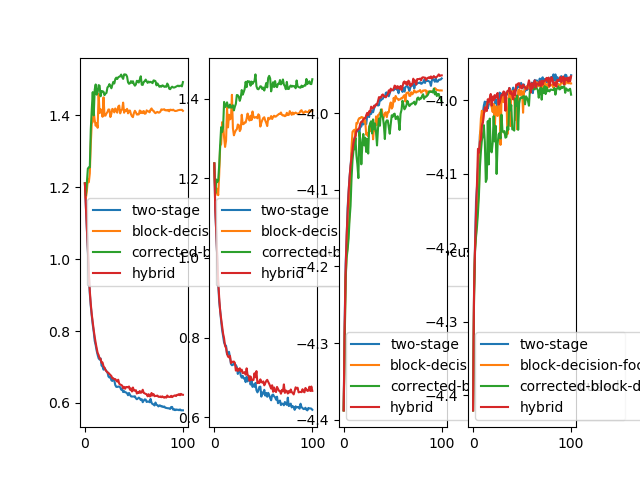 1.4
1.2
1.0
0.8
0.6
0
100
two-stage
block-decis
corrected-b
hybrid
1.4
1.2
1.0
0.8
0.6
0
100
two-stage
block-decis
corrected-b
hybrid
−4.0
−4.1
−4.2
−4.3
−4.4
0
100
two-stage
block-decis
corrected-b
hybrid
−4.0
−4.1
−4.2
−4.3
−4.4
0
100
two-stage
block-decision-foc
corrected-block-d
hybrid